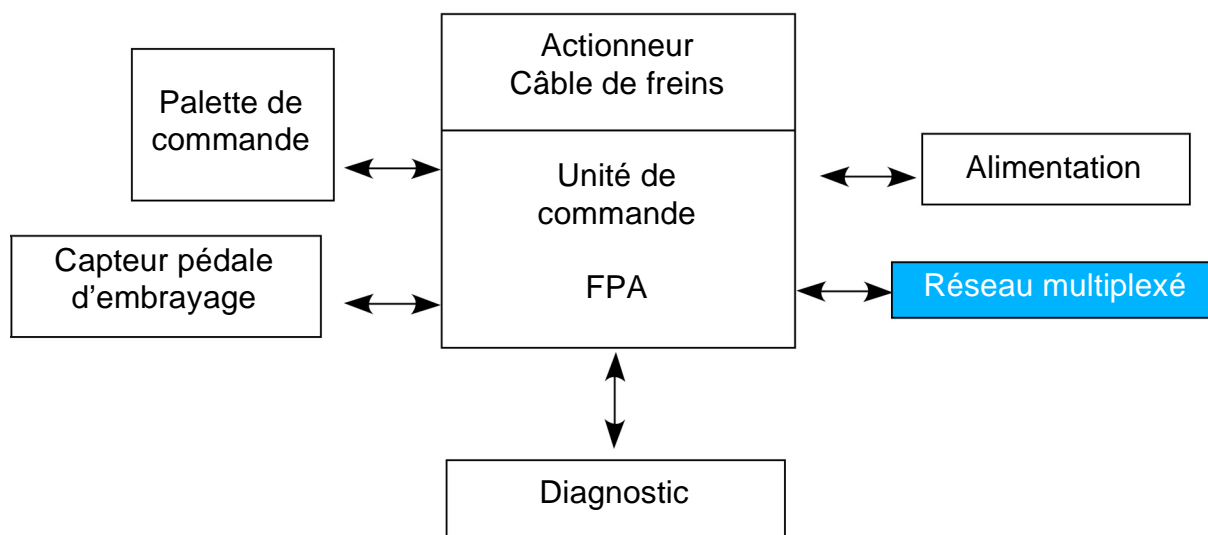 Actionneur
Câble de freins
Palette de
commande
Unité de
commande
FPA
Alimentation
Capteur pédale
d'embrayage
Réseau multiplexé
Diagnostic